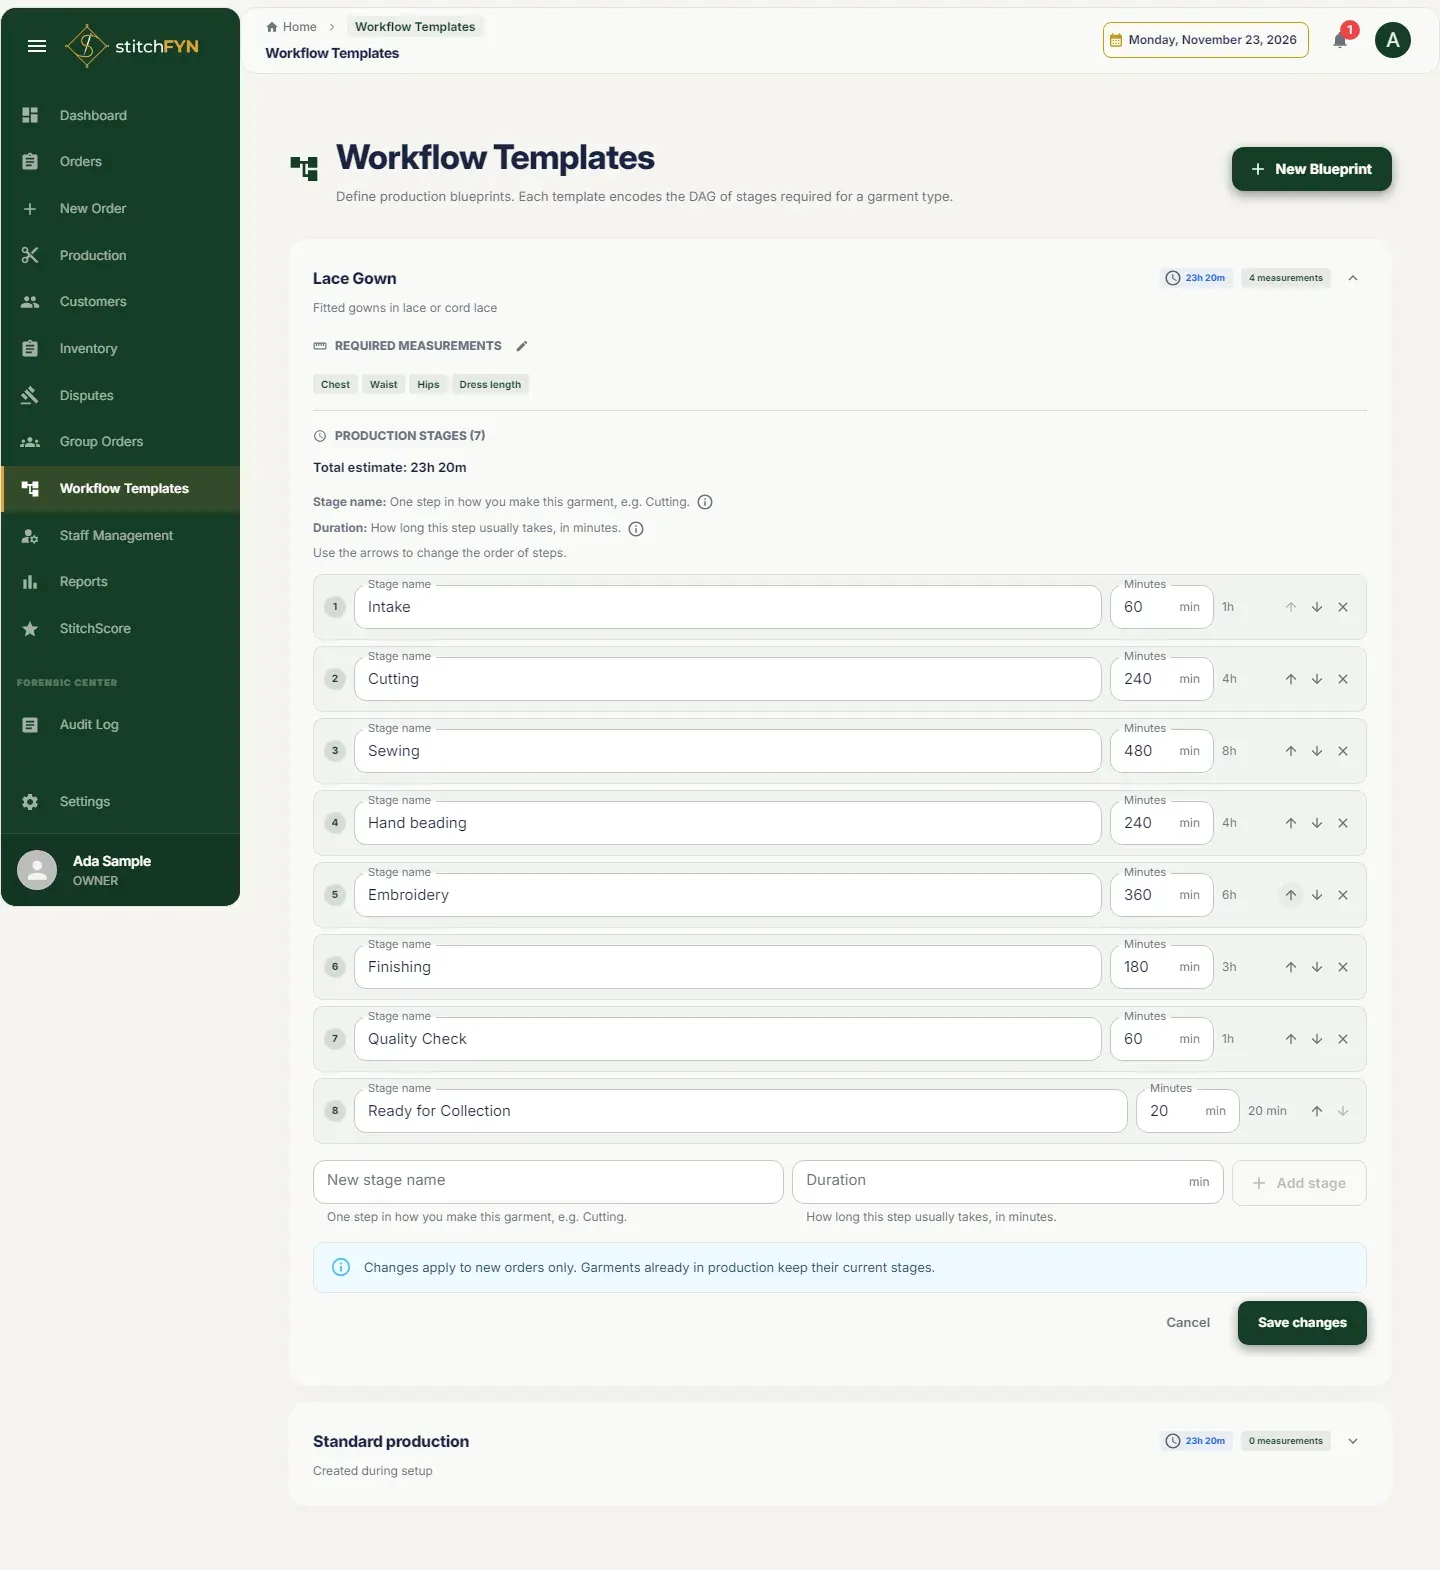 stitchFYN
Dashboard
Orders
New Order
Production
Customers
Inventory
Disputes
Group Orders
Workflow Templates
Staff Management
Reports
StitchScore
FORENSIC CENTER
Audit Log
Settings
Ada Sample
OWNER
Home > Workflow Templates
Workflow Templates
Monday, November 23, 2026
1
A
Workflow Templates
Define production blueprints. Each template encodes the DAG of stages required for a garment type.
+ New Blueprint
Lace Gown
23h 20m
4 measurements
Fitted gowns in lace or cord lace
REQUIRED MEASUREMENTS
Chest Waist Hips Dress length
PRODUCTION STAGES (7)
Total estimate: 23h 20m
Stage name: One step in how you make this garment, e.g. Cutting.
Duration: How long this step usually takes, in minutes.
Use the arrows to change the order of steps.
Stage name Minutes
1 Intake 60 min 1h
Stage name Minutes
2 Cutting 240 min 4h
Stage name Minutes
3 Sewing 480 min 8h
Stage name Minutes
4 Hand beading 240 min 4h
Stage name Minutes
5 Embroidery 360 min 6h
Stage name Minutes
6 Finishing 180 min 3h
Stage name Minutes
7 Quality Check 60 min 1h
Stage name Minutes
8 Ready for Collection 20 min 20 min
New stage name Duration min + Add stage
One step in how you make this garment, e.g. Cutting. How long this step usually takes, in minutes.
Changes apply to new orders only. Garments already in production keep their current stages.
Cancel Save changes
Standard production
23h 20m
0 measurements
Created during setup